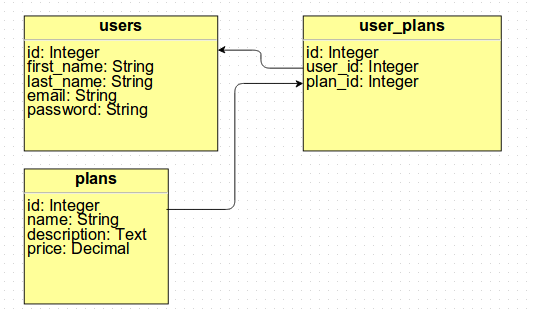 users
id: Integer
first_name: String
last_name: String
email: String
password: String
user_plans
id: Integer
user_id: Integer
plan_id: Integer
plans
id: Integer
name: String
description: Text
price: Decimal